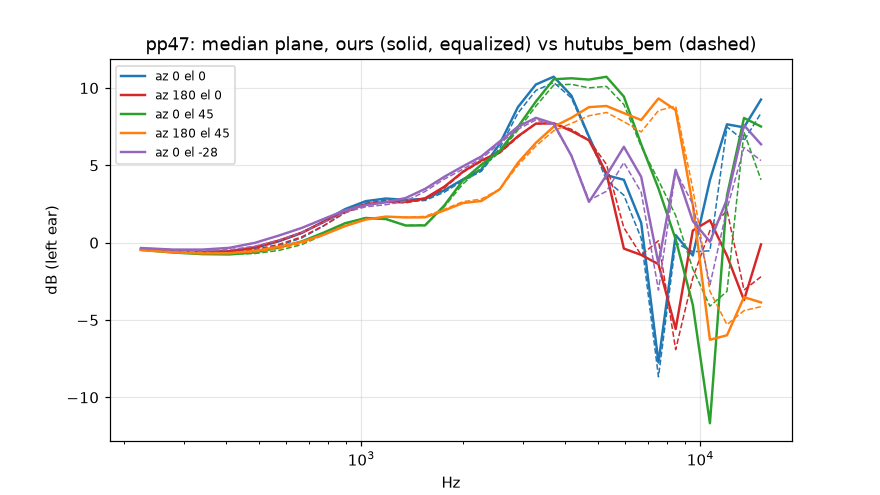 pp47: median plane, ours (solid, equalized) vs hutubs_bem (dashed)
az 0 el 0
az 180 el 0
az 0 el 45
az 180 el 45
az 0 el -28
dB (left ear)
10
5
0
−5
−10
10³
10⁴
Hz